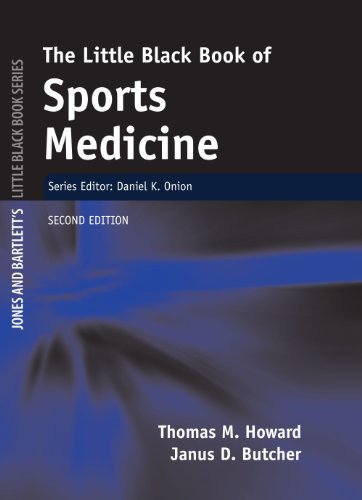 The Little Black Book of
Sports
Medicine
Series Editor: Daniel K. Onion
SECOND EDITION
JONES AND BARTLETT'S LITTLE BLACK BOOK SERIES
Thomas M. Howard
Janus D. Butcher